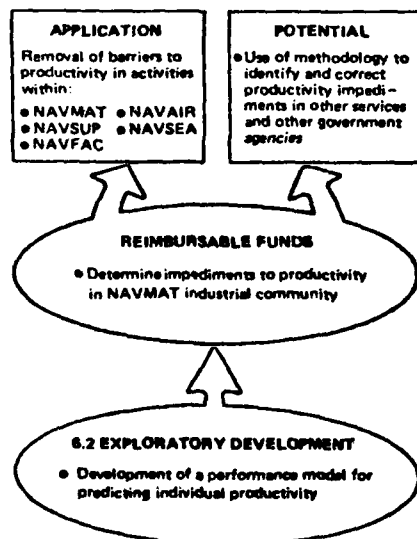 APPLICATION
Removal of barriers to
productivity in activities
within:
● NAVMAT ● NAVAIR
● NAVSUP ● NAVSEA
● NAVFAC
POTENTIAL
● Use of methodology to
identify and correct
productivity impedi-
ments in other services
and other government
agencies
REIMBURSABLE FUNDS
● Determine impediments to productivity
in NAVMAT industrial community
6.2 EXPLORATORY DEVELOPMENT
● Development of a performance model for
predicting individual productivity